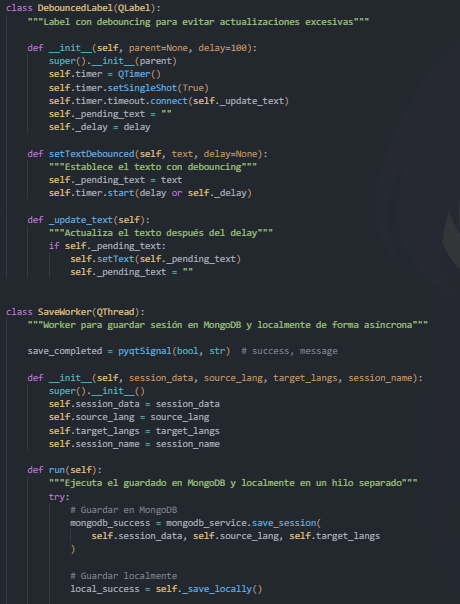 class DebouncedLabel(QLabel):
    """Label con debouncing para evitar actualizaciones excesivas"""

    def __init__(self, parent=None, delay=100):
        super().__init__(parent)
        self.timer = QTimer()
        self.timer.setSingleShot(True)
        self.timer.timeout.connect(self._update_text)
        self._pending_text = ""
        self._delay = delay

    def setTextDebounced(self, text, delay=None):
        """Establece el texto con debouncing"""
        self._pending_text = text
        self.timer.start(delay or self._delay)

    def _update_text(self):
        """Actualiza el texto después del delay"""
        if self._pending_text:
            self.setText(self._pending_text)
            self._pending_text = ""


class SaveWorker(QThread):
    """Worker para guardar sesión en MongoDB y localmente de forma asíncrona"""

    save_completed = pyqtSignal(bool, str)  # success, message

    def __init__(self, session_data, source_lang, target_langs, session_name):
        super().__init__()
        self.session_data = session_data
        self.source_lang = source_lang
        self.target_langs = target_langs
        self.session_name = session_name

    def run(self):
        """Ejecuta el guardado en MongoDB y localmente en un hilo separado"""
        try:
            # Guardar en MongoDB
            mongodb_success = mongodb_service.save_session(
                self.session_data, self.source_lang, self.target_langs
            )

            # Guardar localmente
            local_success = self._save_locally()